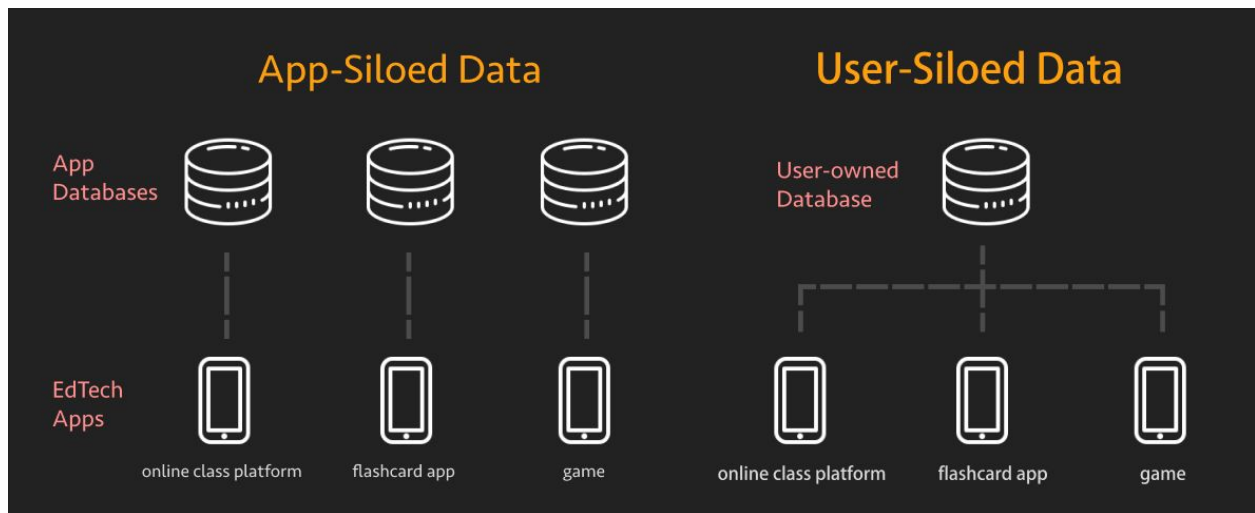 App-Siloed Data
App
Databases
EdTech
Apps
online class platform
flashcard app
game
User-Siloed Data
User-owned
Database
online class platform
flashcard app
game